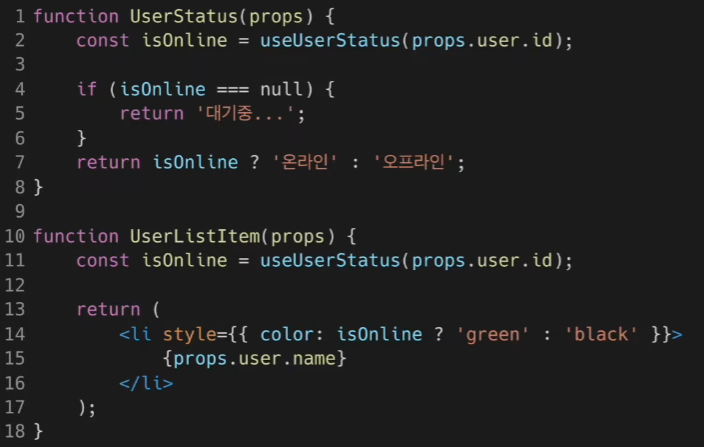 1 function UserStatus(props) {
2     const isOnline = useUserStatus(props.user.id);
3
4     if (isOnline === null) {
5         return '대기중...';
6     }
7     return isOnline ? '온라인' : '오프라인';
8 }
9
10 function UserListItem(props) {
11     const isOnline = useUserStatus(props.user.id);
12
13     return (
14         <li style={{ color: isOnline ? 'green' : 'black' }}>
15             {props.user.name}
16         </li>
17     );
18 }